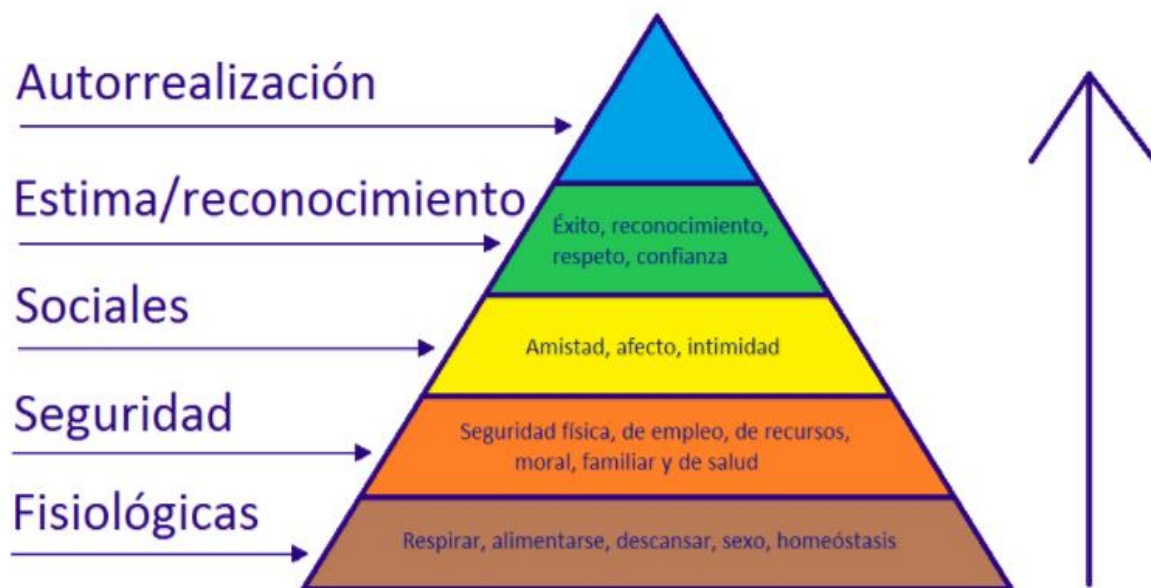 Autorrealización
Estima/reconocimiento
Éxito, reconocimiento,
respeto, confianza
Sociales
Amistad, afecto, intimidad
Seguridad
Seguridad física, de empleo, de recursos,
moral, familiar y de salud
Fisiológicas
Respirar, alimentarse, descansar, sexo, homeóstasis